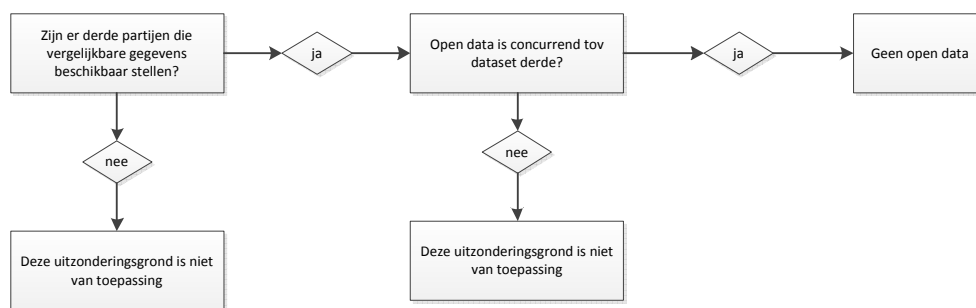 Zijn er derde partijen die
vergelijkbare gegevens
beschikbaar stellen?
ja
Open data is concurrend tov
dataset derde?
ja
Geen open data
nee
nee
Deze uitzonderingsgrond is niet
van toepassing
Deze uitzonderingsgrond is niet
van toepassing